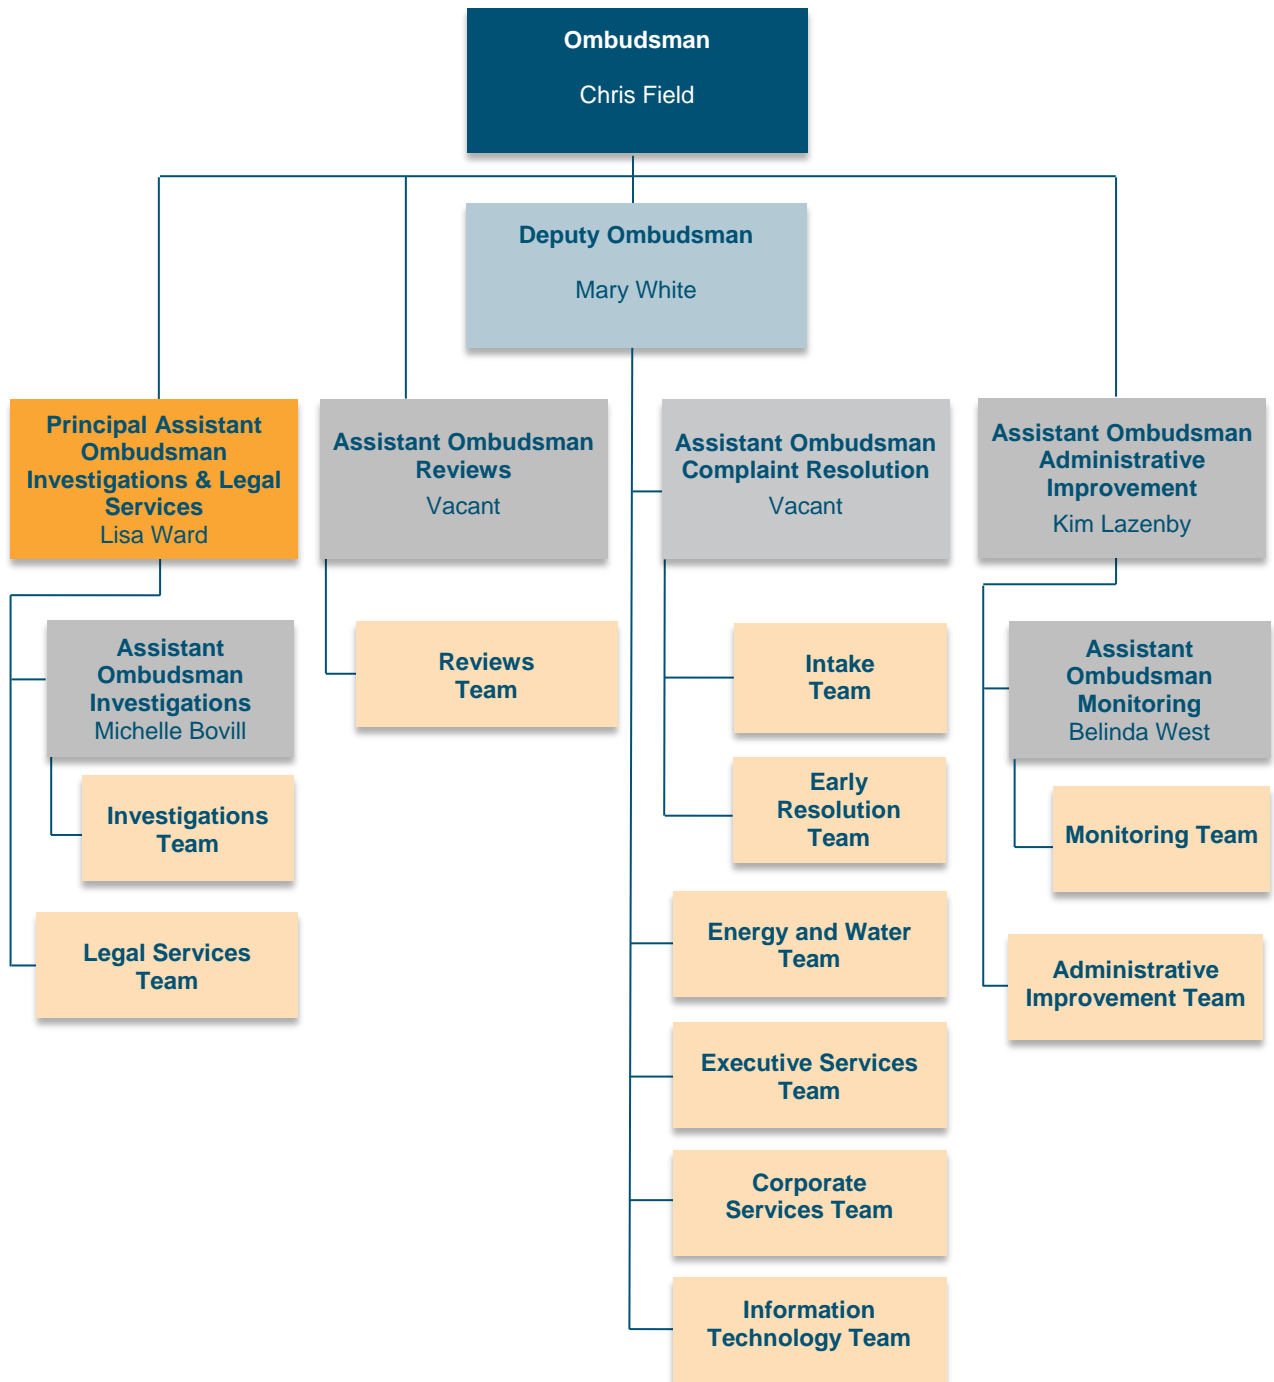 Ombudsman
Chris Field
Deputy Ombudsman
Mary White
Principal Assistant
Ombudsman
Investigations & Legal
Services
Lisa Ward
Assistant Ombudsman
Reviews
Vacant
Assistant Ombudsman
Complaint Resolution
Vacant
Assistant Ombudsman
Administrative
Improvement
Kim Lazenby
Assistant
Ombudsman
Investigations
Michelle Bovill
Investigations
Team
Legal Services
Team
Reviews
Team
Intake
Team
Early
Resolution
Team
Energy and Water
Team
Executive Services
Team
Corporate
Services Team
Information
Technology Team
Assistant
Ombudsman
Monitoring
Belinda West
Monitoring Team
Administrative
Improvement Team